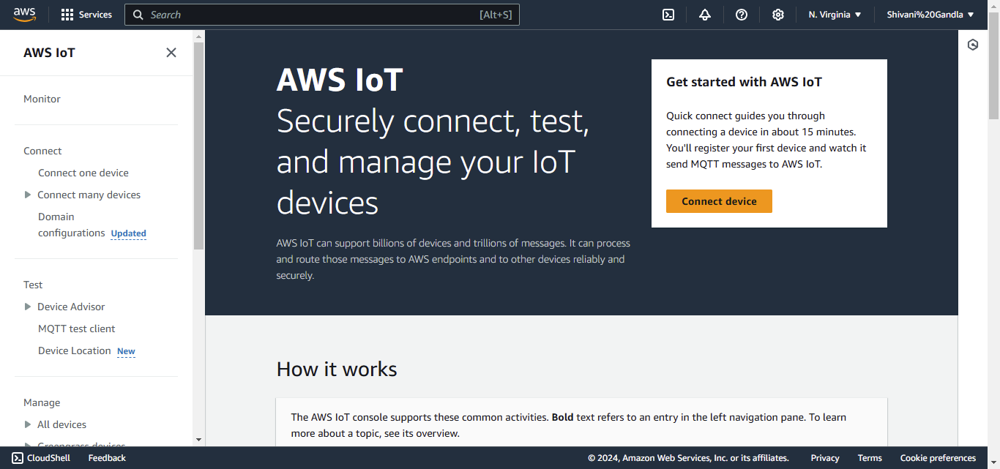 aws
Services
Search
[Alt+S]
N. Virginia
Shivani%20Gandla
AWS IoT
Monitor
Connect
Connect one device
Connect many devices
Domain
configurations Updated
Test
Device Advisor
MQTT test client
Device Location New
Manage
All devices
Greengrass devices
AWS IoT
Securely connect, test,
and manage your IoT
devices
AWS IoT can support billions of devices and trillions of messages. It can process
and route those messages to AWS endpoints and to other devices reliably and
securely.
Get started with AWS IoT
Quick connect guides you through
connecting a device in about 15 minutes.
You'll register your first device and watch it
send MQTT messages to AWS IoT.
Connect device
How it works
The AWS IoT console supports these common activities. Bold text refers to an entry in the left navigation pane. To learn
more about a topic, see its overview.
CloudShell
Feedback
© 2024, Amazon Web Services, Inc. or its affiliates.
Privacy
Terms
Cookie preferences